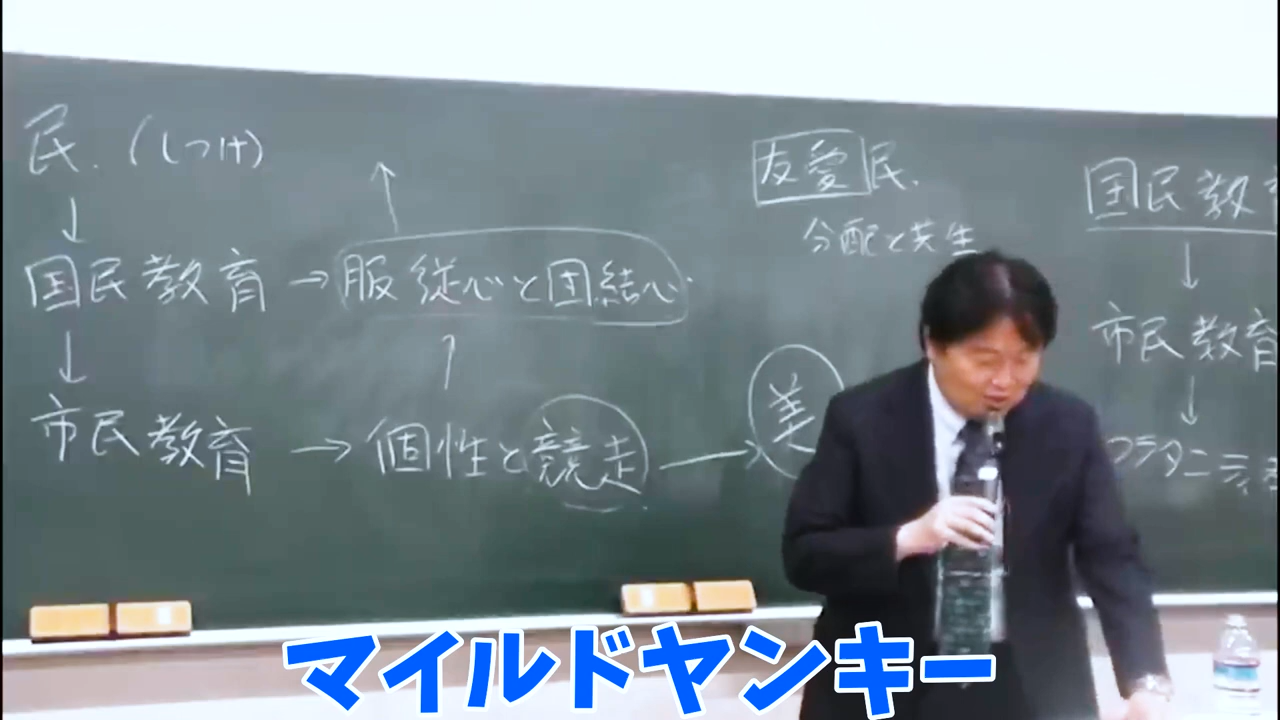 民.(しつけ)
↓
国民教育→服従心と団結心
↓
市民教育→個性と競走→美
友愛民.
分配と共生
国民教育
↓
市民教育
↓
マイルドヤンキー